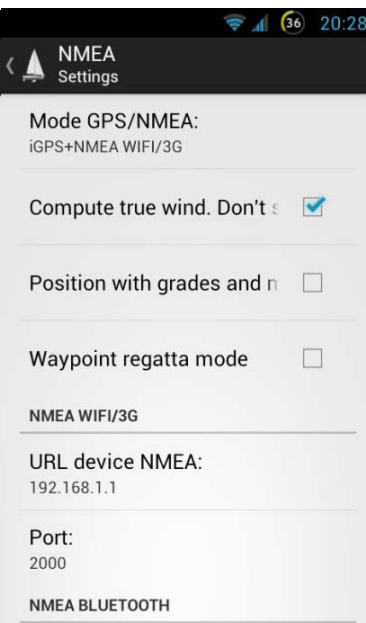 36 20:28
NMEA
Settings
Mode GPS/NMEA:
iGPS+NMEA WIFI/3G
Compute true wind. Don't
Position with grades and
Waypoint regatta mode
NMEA WIFI/3G
URL device NMEA:
192.168.1.1
Port:
2000
NMEA BLUETOOTH